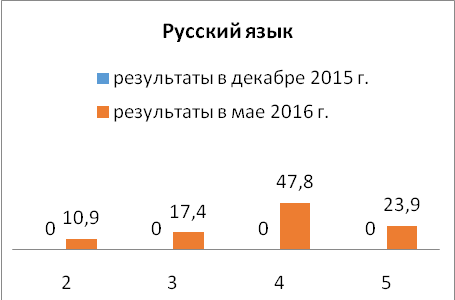 Русский язык
результаты в декабре 2015 г.
результаты в мае 2016 г.
0 10,9 0 17,4 0 47,8 0 23,9
2 3 4 5